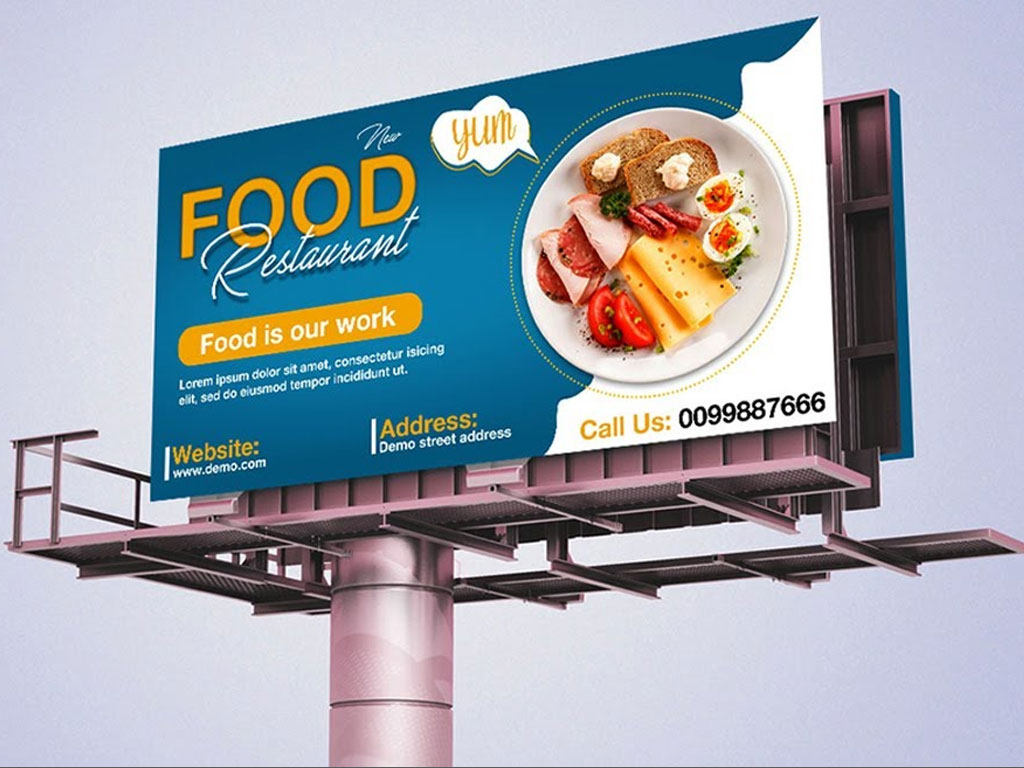 New
FOOD
Restaurant
yum
Food is our work
Lorem ipsum dolor sit amet, consectetur isicing
elit, sed do eiusmod tempor incididunt ut.
Website:
www.demo.com
Address:
Demo street address
Call Us: 0099887666